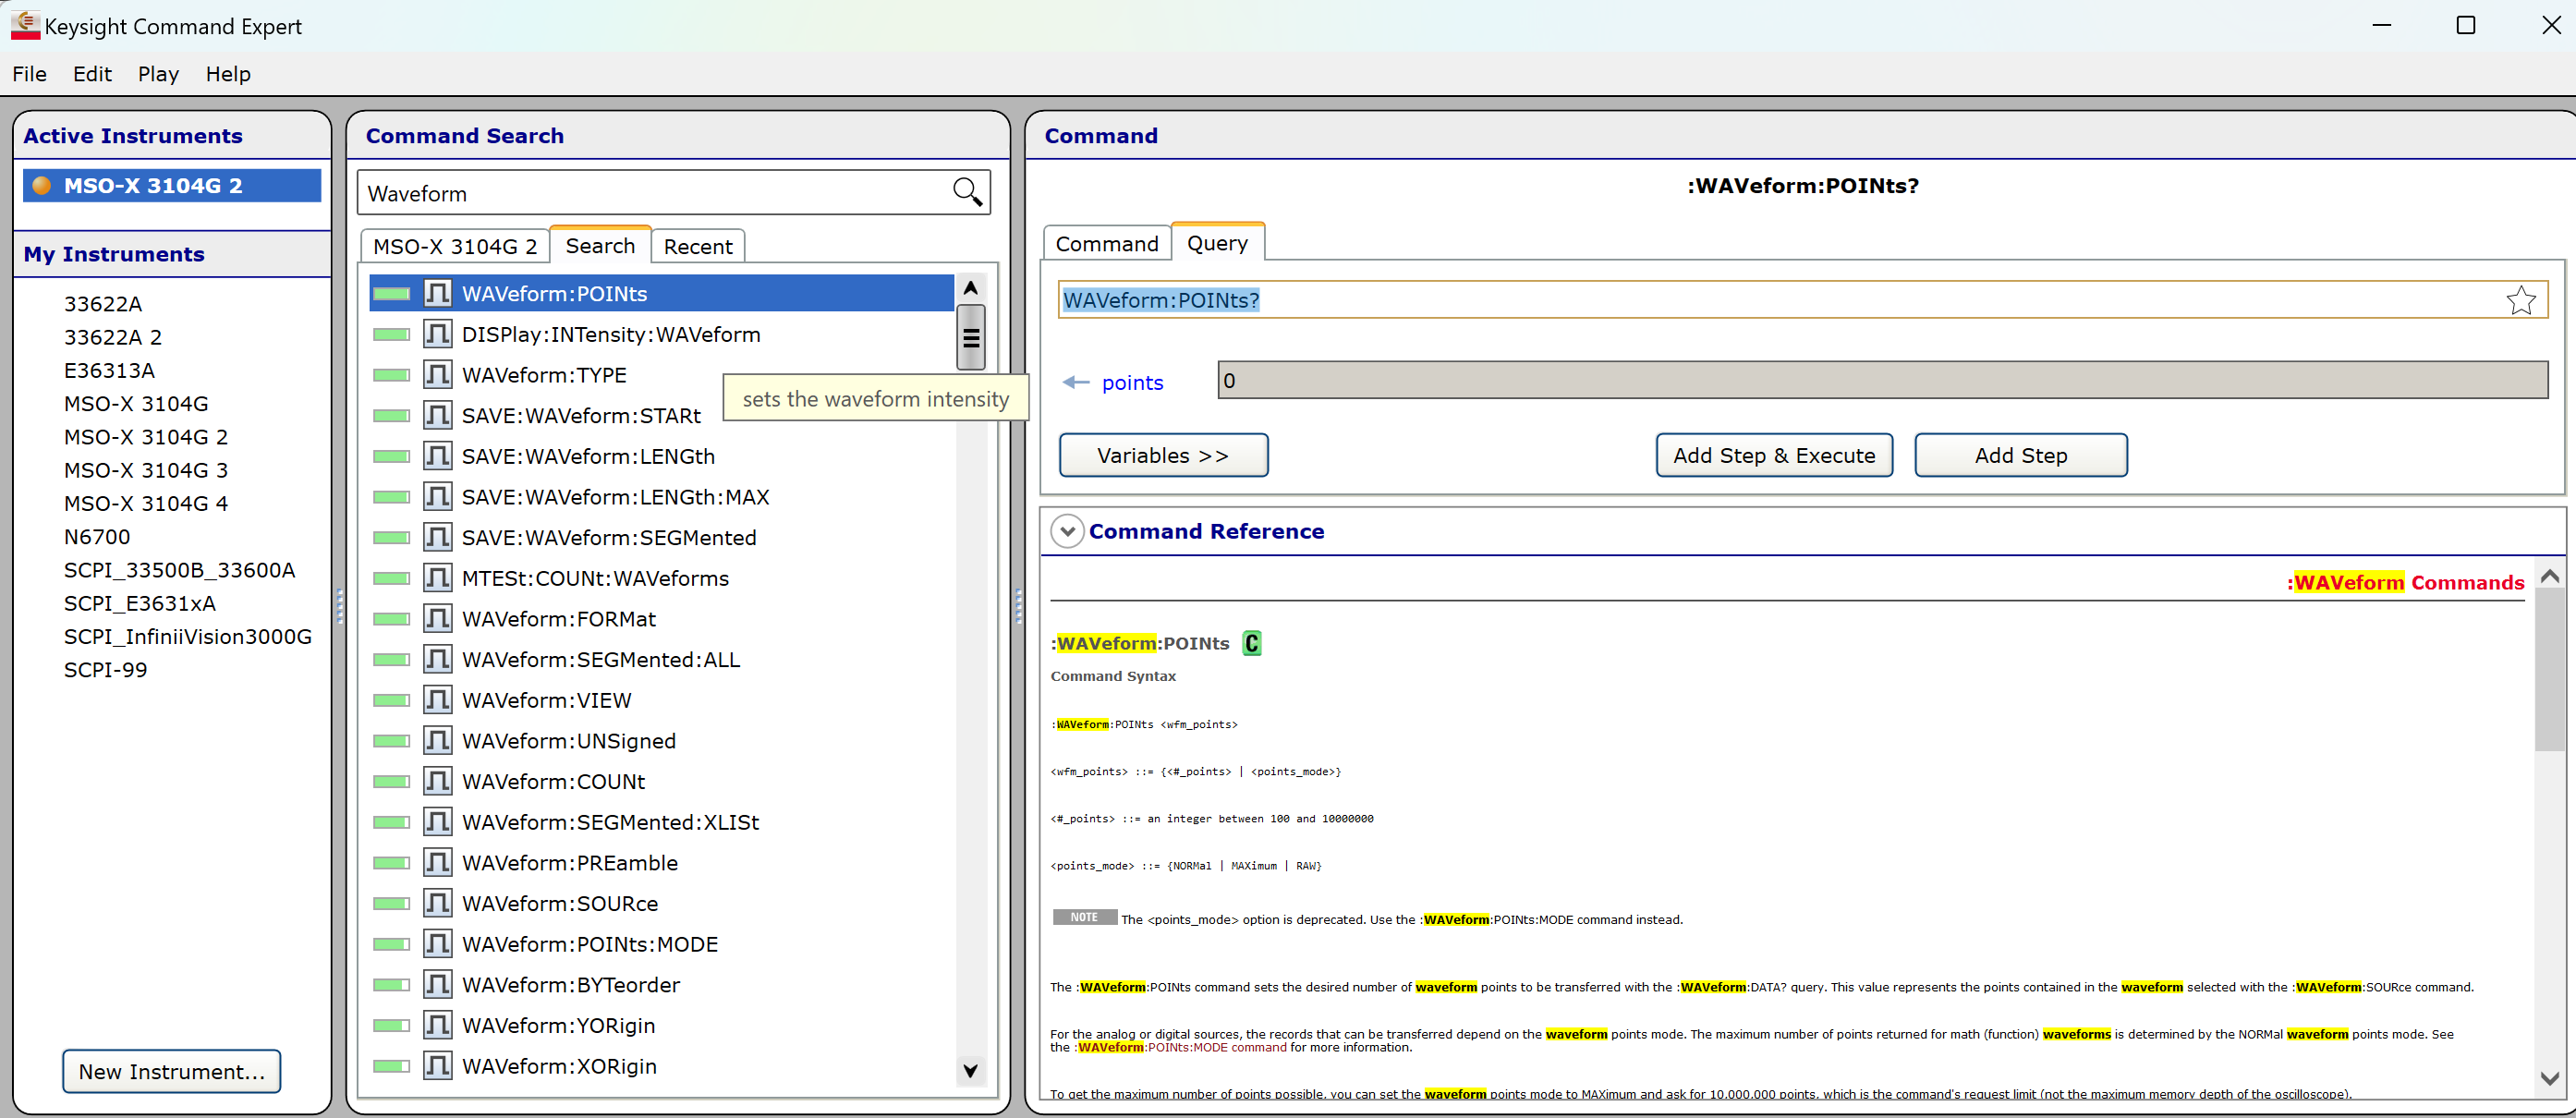 Keysight Command Expert
File Edit Play Help
Active Instruments
MSO-X 3104G 2
My Instruments
33622A
33622A 2
E36313A
MSO-X 3104G
MSO-X 3104G 2
MSO-X 3104G 3
MSO-X 3104G 4
N6700
SCPI_33500B_33600A
SCPI_E3631xA
SCPI_InfiniiVision3000G
SCPI-99
New Instrument...
Command Search
Waveform
MSO-X 3104G 2 Search Recent
WAVeform:POINts
DISPlay:INTensity:WAVeform
WAVeform:TYPE
sets the waveform intensity
SAVE:WAVeform:STARt
SAVE:WAVeform:LENGth
SAVE:WAVeform:LENGth:MAX
SAVE:WAVeform:SEGMented
MTESt:COUNt:WAVeforms
WAVeform:FORMat
WAVeform:SEGMented:ALL
WAVeform:VIEW
WAVeform:UNSigned
WAVeform:COUNt
WAVeform:SEGMented:XLISt
WAVeform:PREamble
WAVeform:SOURce
WAVeform:POINts:MODE
WAVeform:BYTeorder
WAVeform:YORigin
WAVeform:XORigin
Command
:WAVeform:POINts?
Command Query
WAVeform:POINts?
points 0
Variables >> Add Step & Execute Add Step
Command Reference
:WAVeform Commands
:WAVeform:POINts C
Command Syntax
:WAVeform:POINts <wfm_points>
<wfm_points> ::= {<#_points> | <points_mode>}
<#_points> ::= an integer between 100 and 10000000
<points_mode> ::= {NORMal | MAXimum | RAW}
NOTE The <points_mode> option is deprecated. Use the :WAVeform:POINts:MODE command instead.
The :WAVeform:POINts command sets the desired number of waveform points to be transferred with the :WAVeform:DATA? query. This value represents the points contained in the waveform selected with the :WAVeform:SOURce command.
For the analog or digital sources, the records that can be transferred depend on the waveform points mode. The maximum number of points returned for math (function) waveforms is determined by the NORMal waveform points mode. See
the :WAVeform:POINts:MODE command for more information.
To get the maximum number of points possible, you can set the waveform points mode to MAXimum and ask for 10,000,000 points, which is the command's request limit (not the maximum memory depth of the oscilloscope).